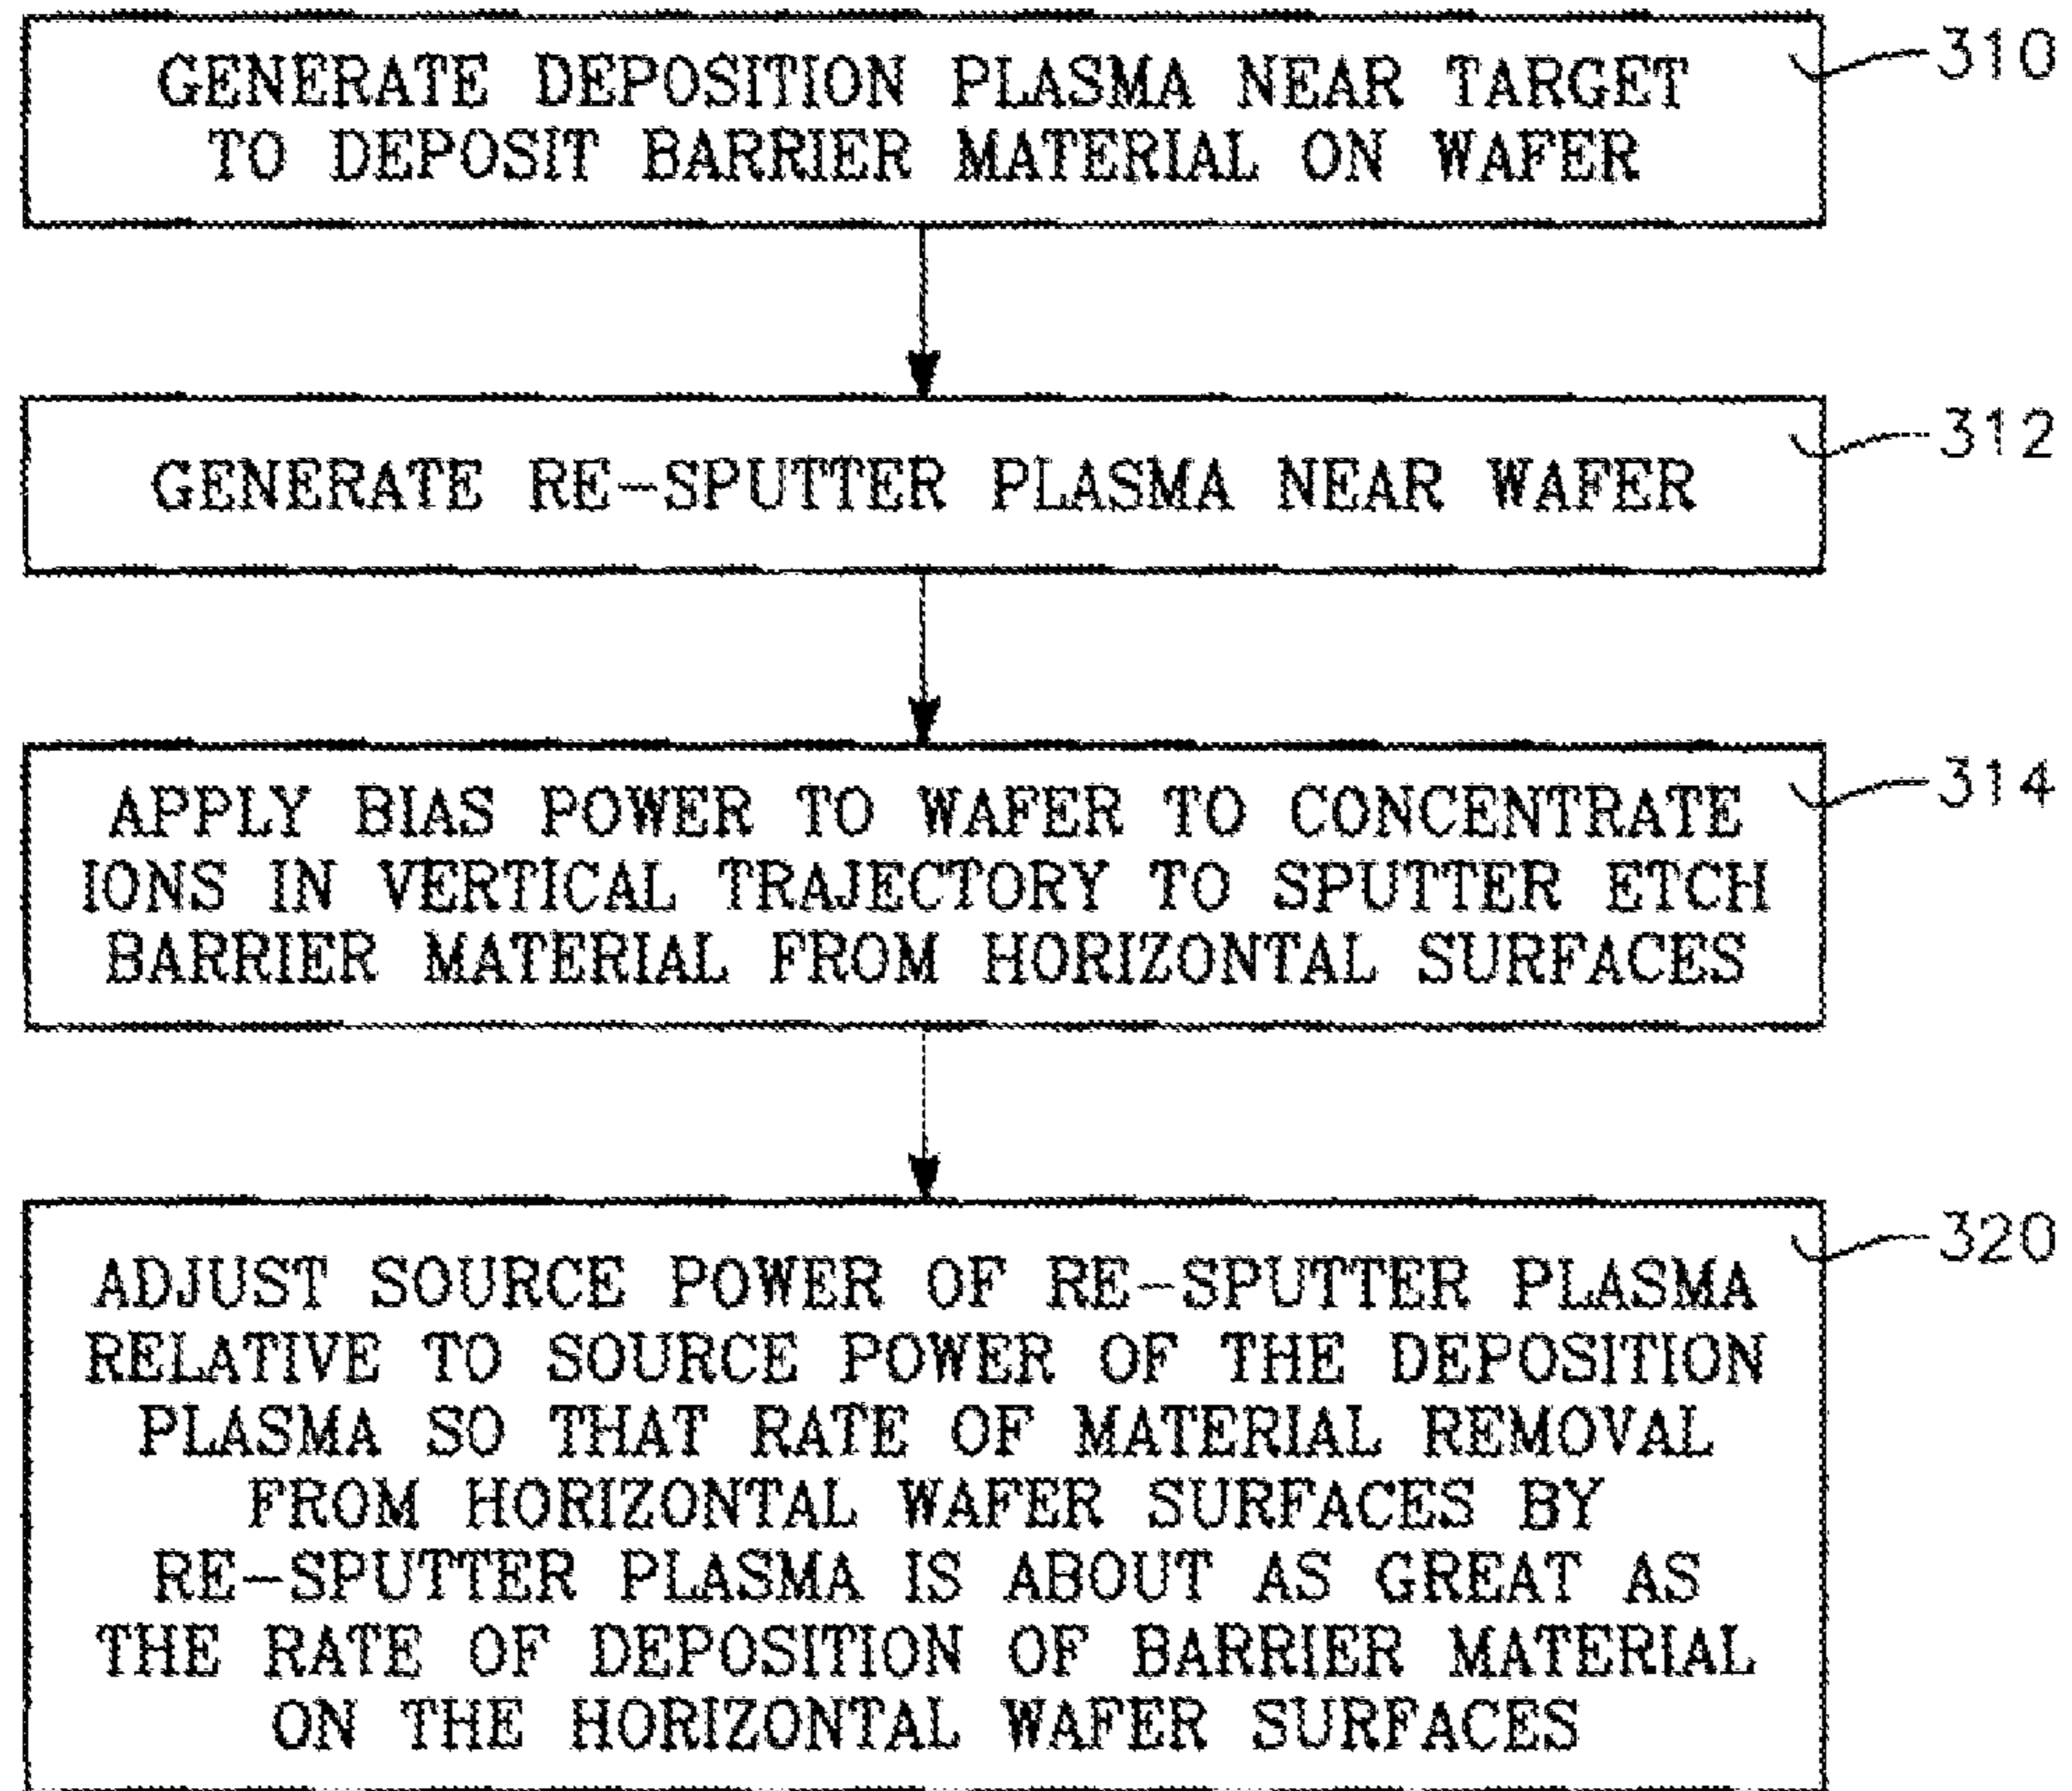 GENERATE DEPOSITION PLASMA NEAR TARGET
TO DEPOSIT BARRIER MATERIAL ON WAFER
310
GENERATE RE-SPUTTER PLASMA NEAR WAFER
312
APPLY BIAS POWER TO WAFER TO CONCENTRATE
IONS IN VERTICAL TRAJECTORY TO SPUTTER ETCH
BARRIER MATERIAL FROM HORIZONTAL SURFACES
314
ADJUST SOURCE POWER OF RE-SPUTTER PLASMA
RELATIVE TO SOURCE POWER OF THE DEPOSITION
PLASMA SO THAT RATE OF MATERIAL REMOVAL
FROM HORIZONTAL WAFER SURFACES BY
RE-SPUTTER PLASMA IS ABOUT AS GREAT AS
THE RATE OF DEPOSITION OF BARRIER MATERIAL
ON THE HORIZONTAL WAFER SURFACES
320